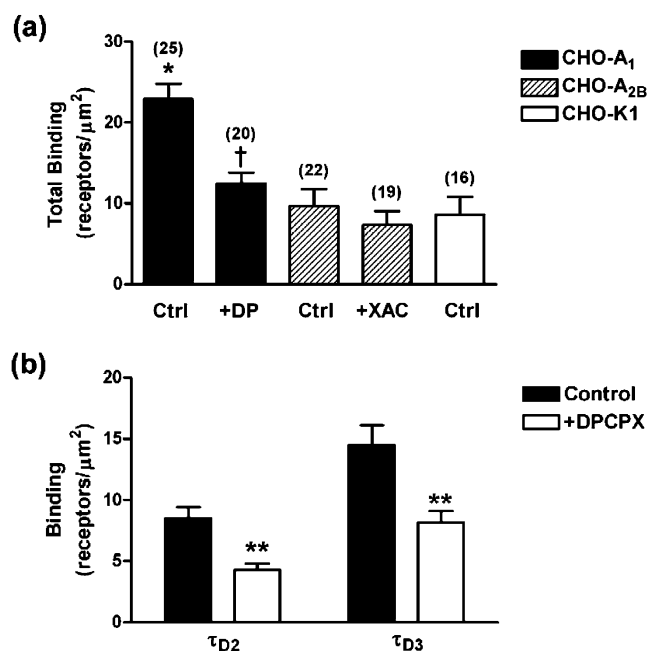 (a)
Total Binding
(receptors/μm²)
30
20
10
0
(25)
*
(20)
†
(22)
(19)
(16)
Ctrl +DP Ctrl +XAC Ctrl
CHO-A₁
CHO-A₂B
CHO-K1
(b)
Binding
(receptors/μm²)
20
15
10
5
0
**
**
τD2 τD3
Control
+DPCPX